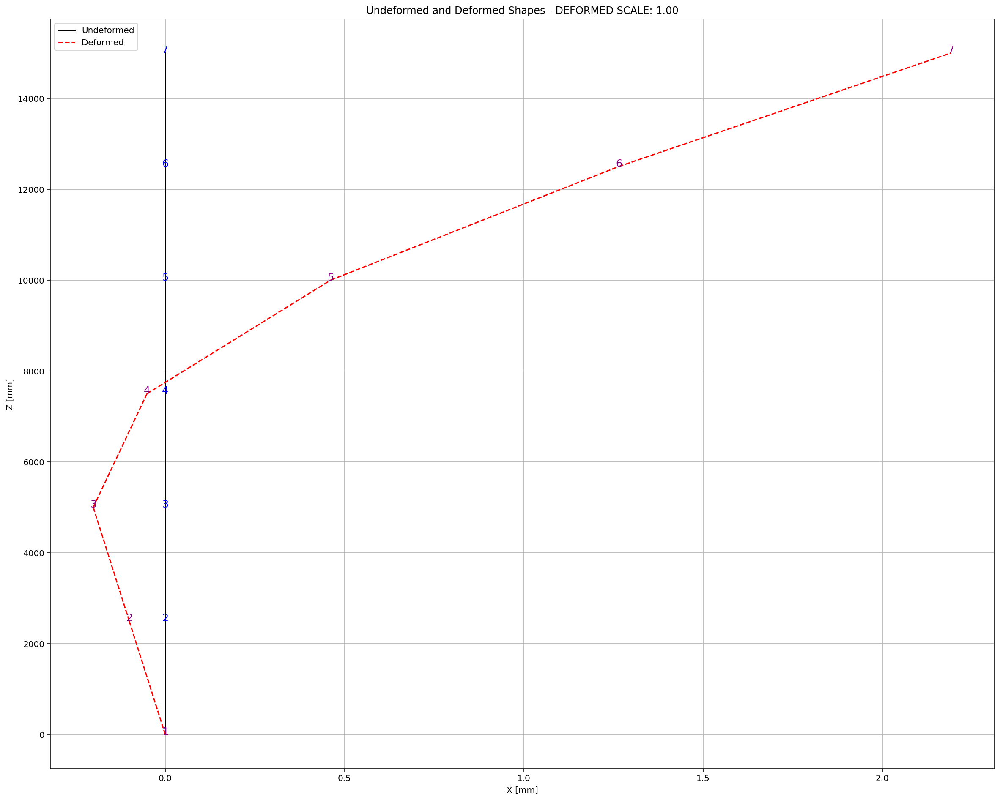 Undeformed and Deformed Shapes - DEFORMED SCALE: 1.00
Undeformed
Deformed
7 7
14000
6 6
12000
5 5
10000
8000
4 4
Z [mm]
6000
3 3
4000
2 2
2000
1
0
0.0 0.5 1.0 1.5 2.0
X [mm]